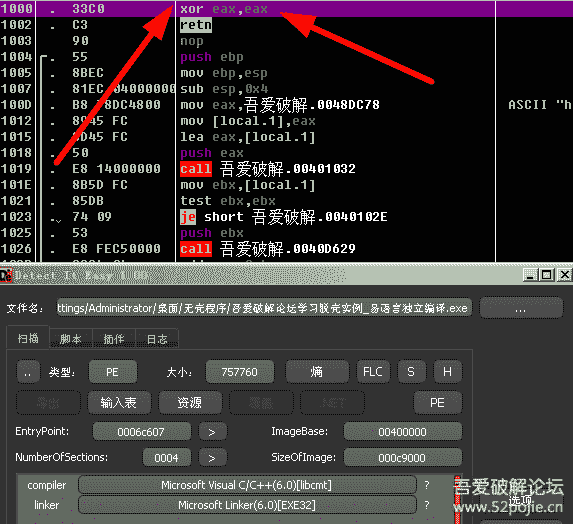 1000 . 33C0 xor eax,eax
1002 . C3 retn
1003 90 nop
1004 . 55 push ebp
1005 . 8BEC mov ebp,esp
1007 . 81EC 04000000 sub esp,0x4
100D . B8 78DC4800 mov eax,吾爱破解.0048DC78 ASCII "h
1012 . 8945 FC mov [local.1],eax
1015 . 8D45 FC lea eax,[local.1]
1018 . 50 push eax
1019 . E8 14000000 call 吾爱破解.00401032
101E . 8B5D FC mov ebx,[local.1]
1021 . 85DB test ebx,ebx
1023 . 74 09 je short 吾爱破解.0040102E
1025 . 53 push ebx
1026 . E8 FEC50000 call 吾爱破解.0040D629
Detect It Easy
文件名： ttings/Administrator/桌面/无壳程序/吾爱破解论坛学习脱壳实例_易语言独立编译.exe ...
扫描 脚本 插件 日志
.. 类型： PE 大小： 757760 熵 FLC S H
导出 输入表 资源 .NET PE
EntryPoint: 0006c607 > ImageBase: 00400000
NumberOfSections: 0004 > SizeOfImage: 000c9000
compiler Microsoft Visual C/C++(6.0)[libcmt] ?
linker Microsoft Linker(6.0)[EXE32] ?
选项
吾爱破解论坛
www.52pojie.cn